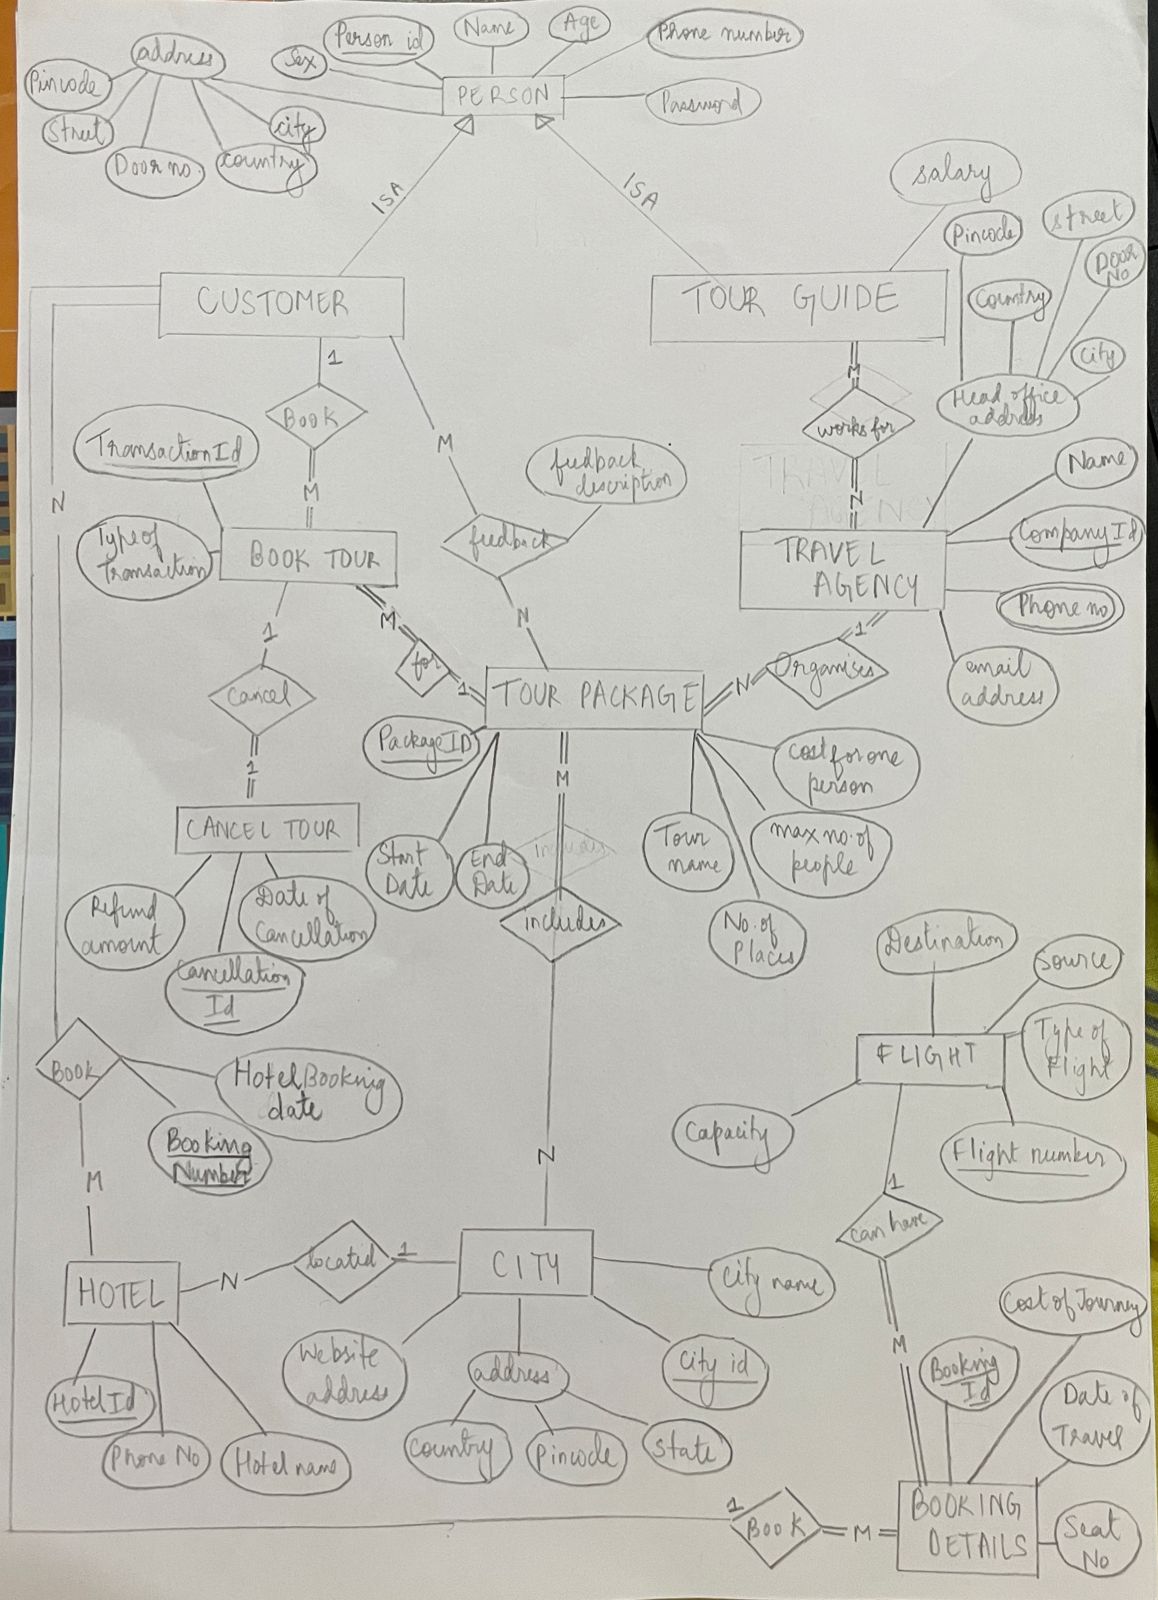 Name
Age
Person id
Phone number
Sex
address
PERSON
Password
Pincode
Street
city
Door no.
country
ISA
ISA
salary
Pincode
street
Door
No
Country
city
CUSTOMER
TOUR GUIDE
1
M
Book
works for
Head office
address
M
N
Transaction Id
feedback
description
TRAVEL
AGENCY
Name
N
M
N
Type of
transaction
BOOK TOUR
feedback
TRAVEL
AGENCY
Company Id
Phone no
M
N
1
1
for
Organises
email
address
Cancel
1
TOUR PACKAGE
N
Package ID
1
M
cost for one
person
CANCEL TOUR
Start
Date
End
Date
includes
Tour
name
max no. of
people
Refund
amount
Date of
Cancellation
includes
No. of
Places
Cancellation
Id
Destination
Source
FLIGHT
Type of
Flight
Book
Hotel Booking
date
Capacity
Flight number
Booking
Number
M
N
1
can have
HOTEL
N
located
1
CITY
City name
Cost of Journey
M
Website
address
address
City id
Booking
Id
Hotel Id
Date of
Travel
Phone No
Hotel name
Country
Pincode
State
1
Book
M
BOOKING
DETAILS
Seat
No